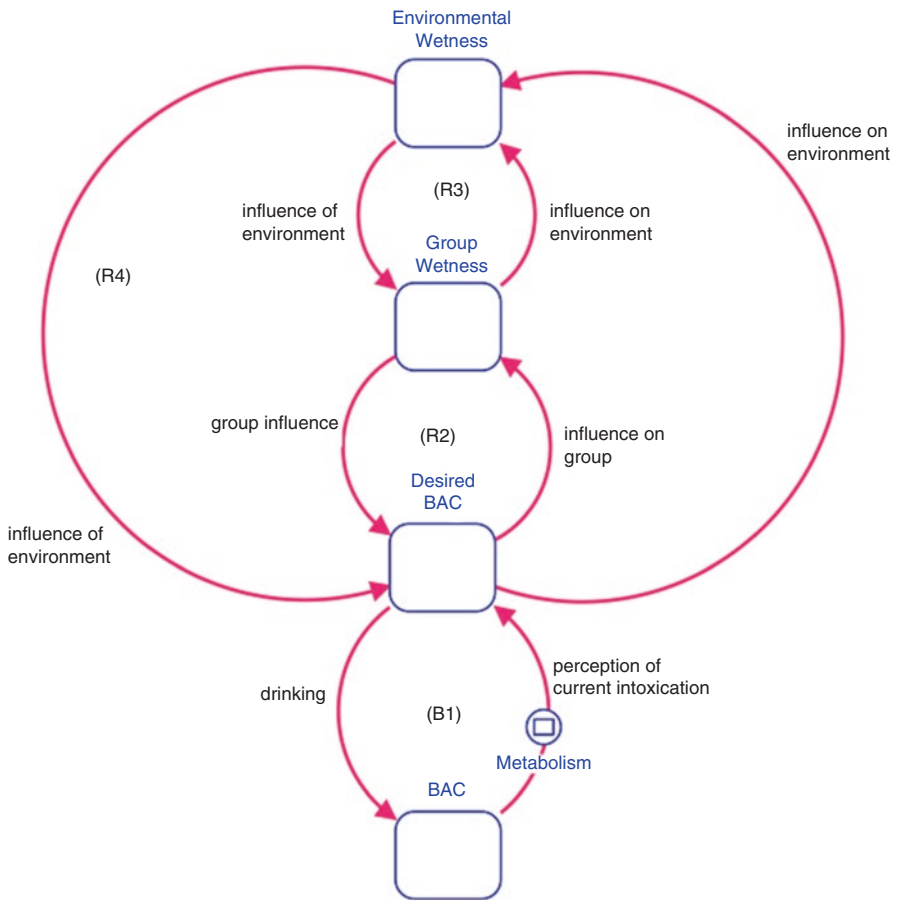 Environmental
Wetness
influence on
environment
(R3)
influence of
environment
influence on
environment
Group
Wetness
(R4)
group influence
(R2)
influence on
group
Desired
BAC
influence of
environment
perception of
current intoxication
drinking
(B1)
Metabolism
BAC